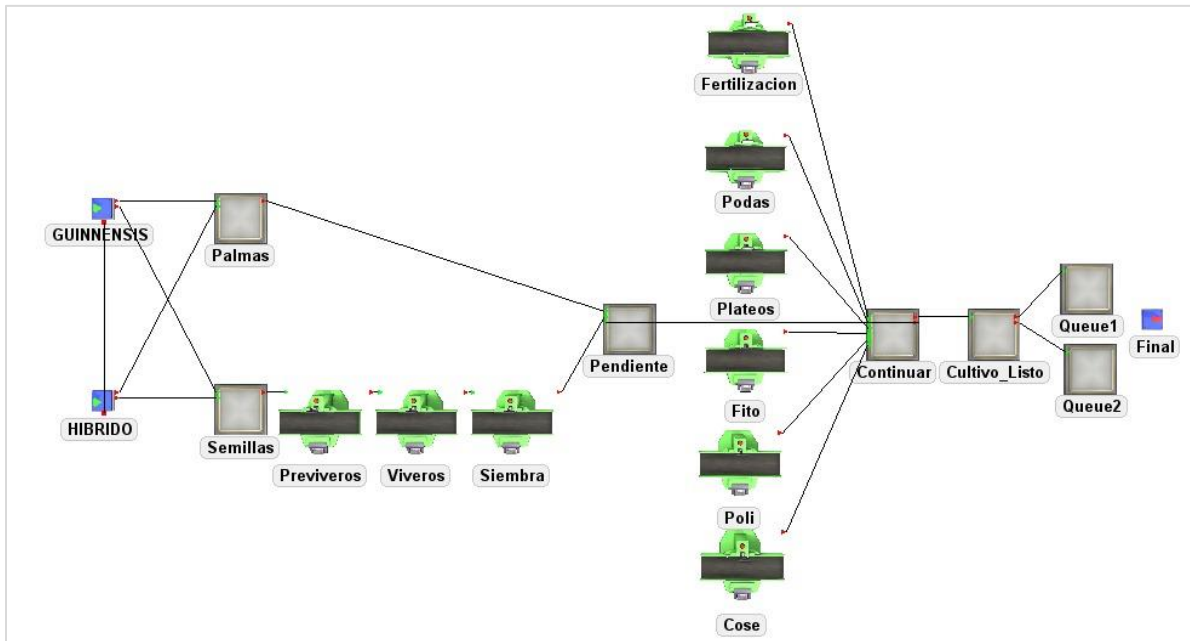 Fertilizacion
Podas
GUINNENSIS
Palmas
Plateos
Pendiente
Continuar
Cultivo_Listo
Queue1
Final
Fito
Queue2
HIBRIDO
Semillas
Previveros
Viveros
Siembra
Poli
Cose